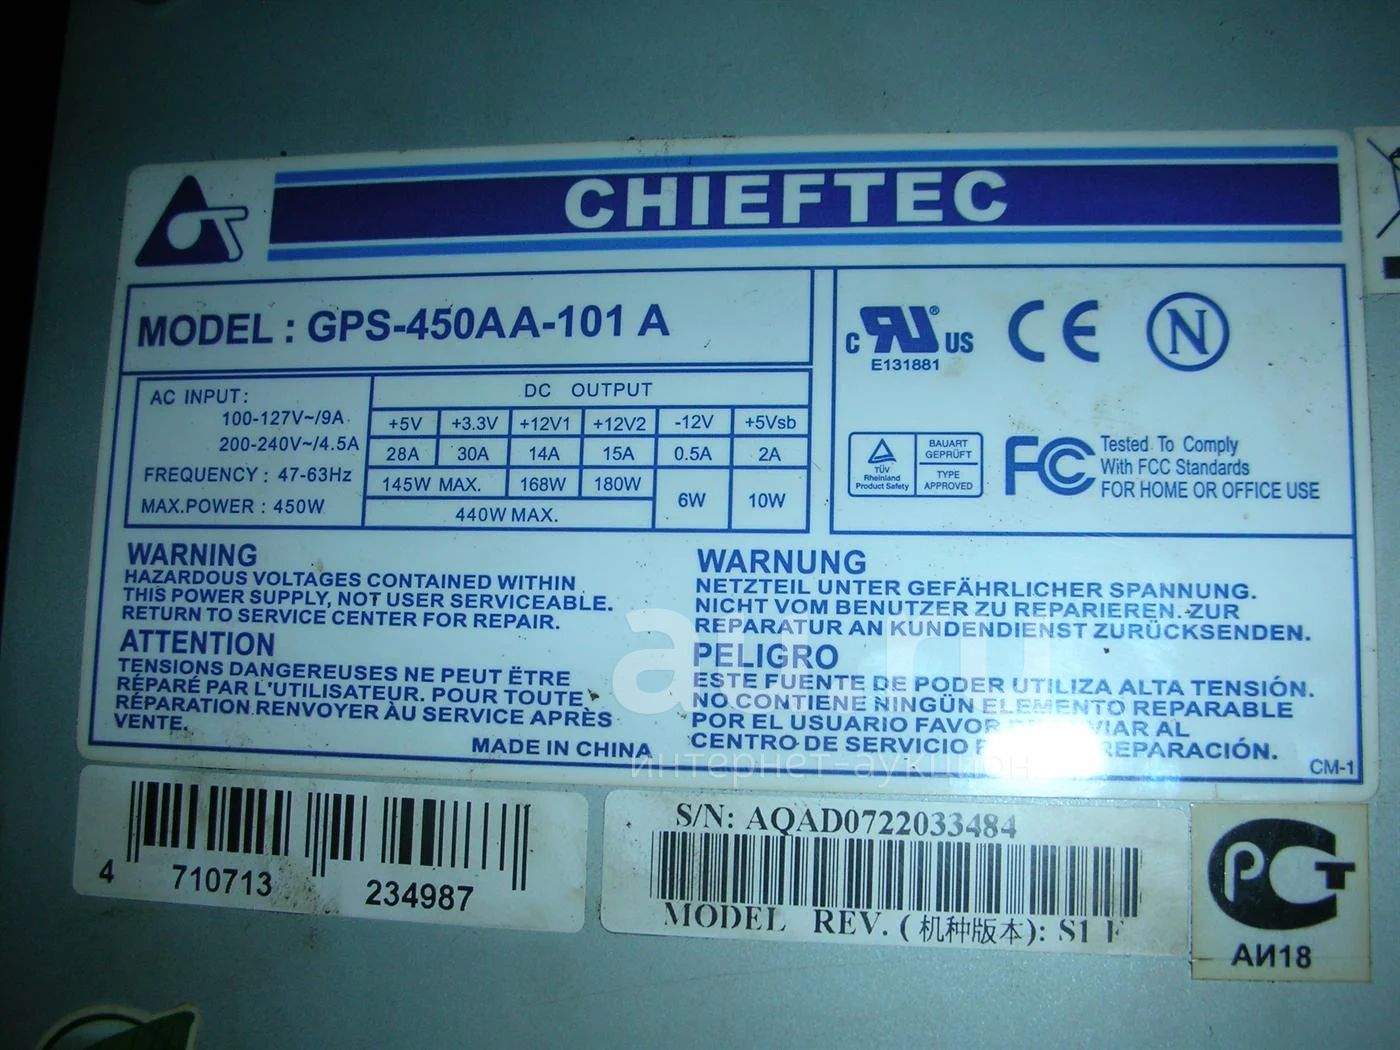 CHIEFTEC
MODEL : GPS-450AA-101 A
AC INPUT:
100-127V~/9A
200-240V~/4.5A
FREQUENCY : 47-63Hz
MAX.POWER : 450W
DC OUTPUT
+5V +3.3V +12V1 +12V2 -12V +5Vsb
28A 30A 14A 15A 0.5A 2A
145W MAX. 168W 180W 6W 10W
440W MAX.
c RU ® US
E131881
CE
N
TÜV
Rheinland
Product Safety
BAUART
GEPRÜFT
TYPE
APPROVED
FC Tested To Comply
With FCC Standards
FOR HOME OR OFFICE USE
WARNING
HAZARDOUS VOLTAGES CONTAINED WITHIN
THIS POWER SUPPLY, NOT USER SERVICEABLE.
RETURN TO SERVICE CENTER FOR REPAIR.
ATTENTION
TENSIONS DANGEREUSES NE PEUT ËTRE
RÉPARÉ PAR L'UTILISATEUR. POUR TOUTE
RÉPARATION RENVOYER ÀU SERVICE APRÈS
VENTE.
MADE IN CHINA
WARNUNG
NETZTEIL UNTER GEFÄHRLICHER SPANNUNG.
NICHT VOM BENUTZER ZU REPARIEREN. ZUR
REPARATUR AN KUNDENDIENST ZURÜCKSENDEN.
PELIGRO
ESTE FUENTE DE PODER UTILIZA ALTA TENSIÓN.
NO CONTIENE NINGÚN ELEMENTO REPARABLE
POR EL USUARIO FAVOR AL
CENTRO DE SERVICIO REPARACIÓN.
CM-1
au.ru
интернет-аукцион
4 710713 234987
S/N: AQAD0722033484
MODEL REV. (机种版本): S1 F
РСТ
АИ18